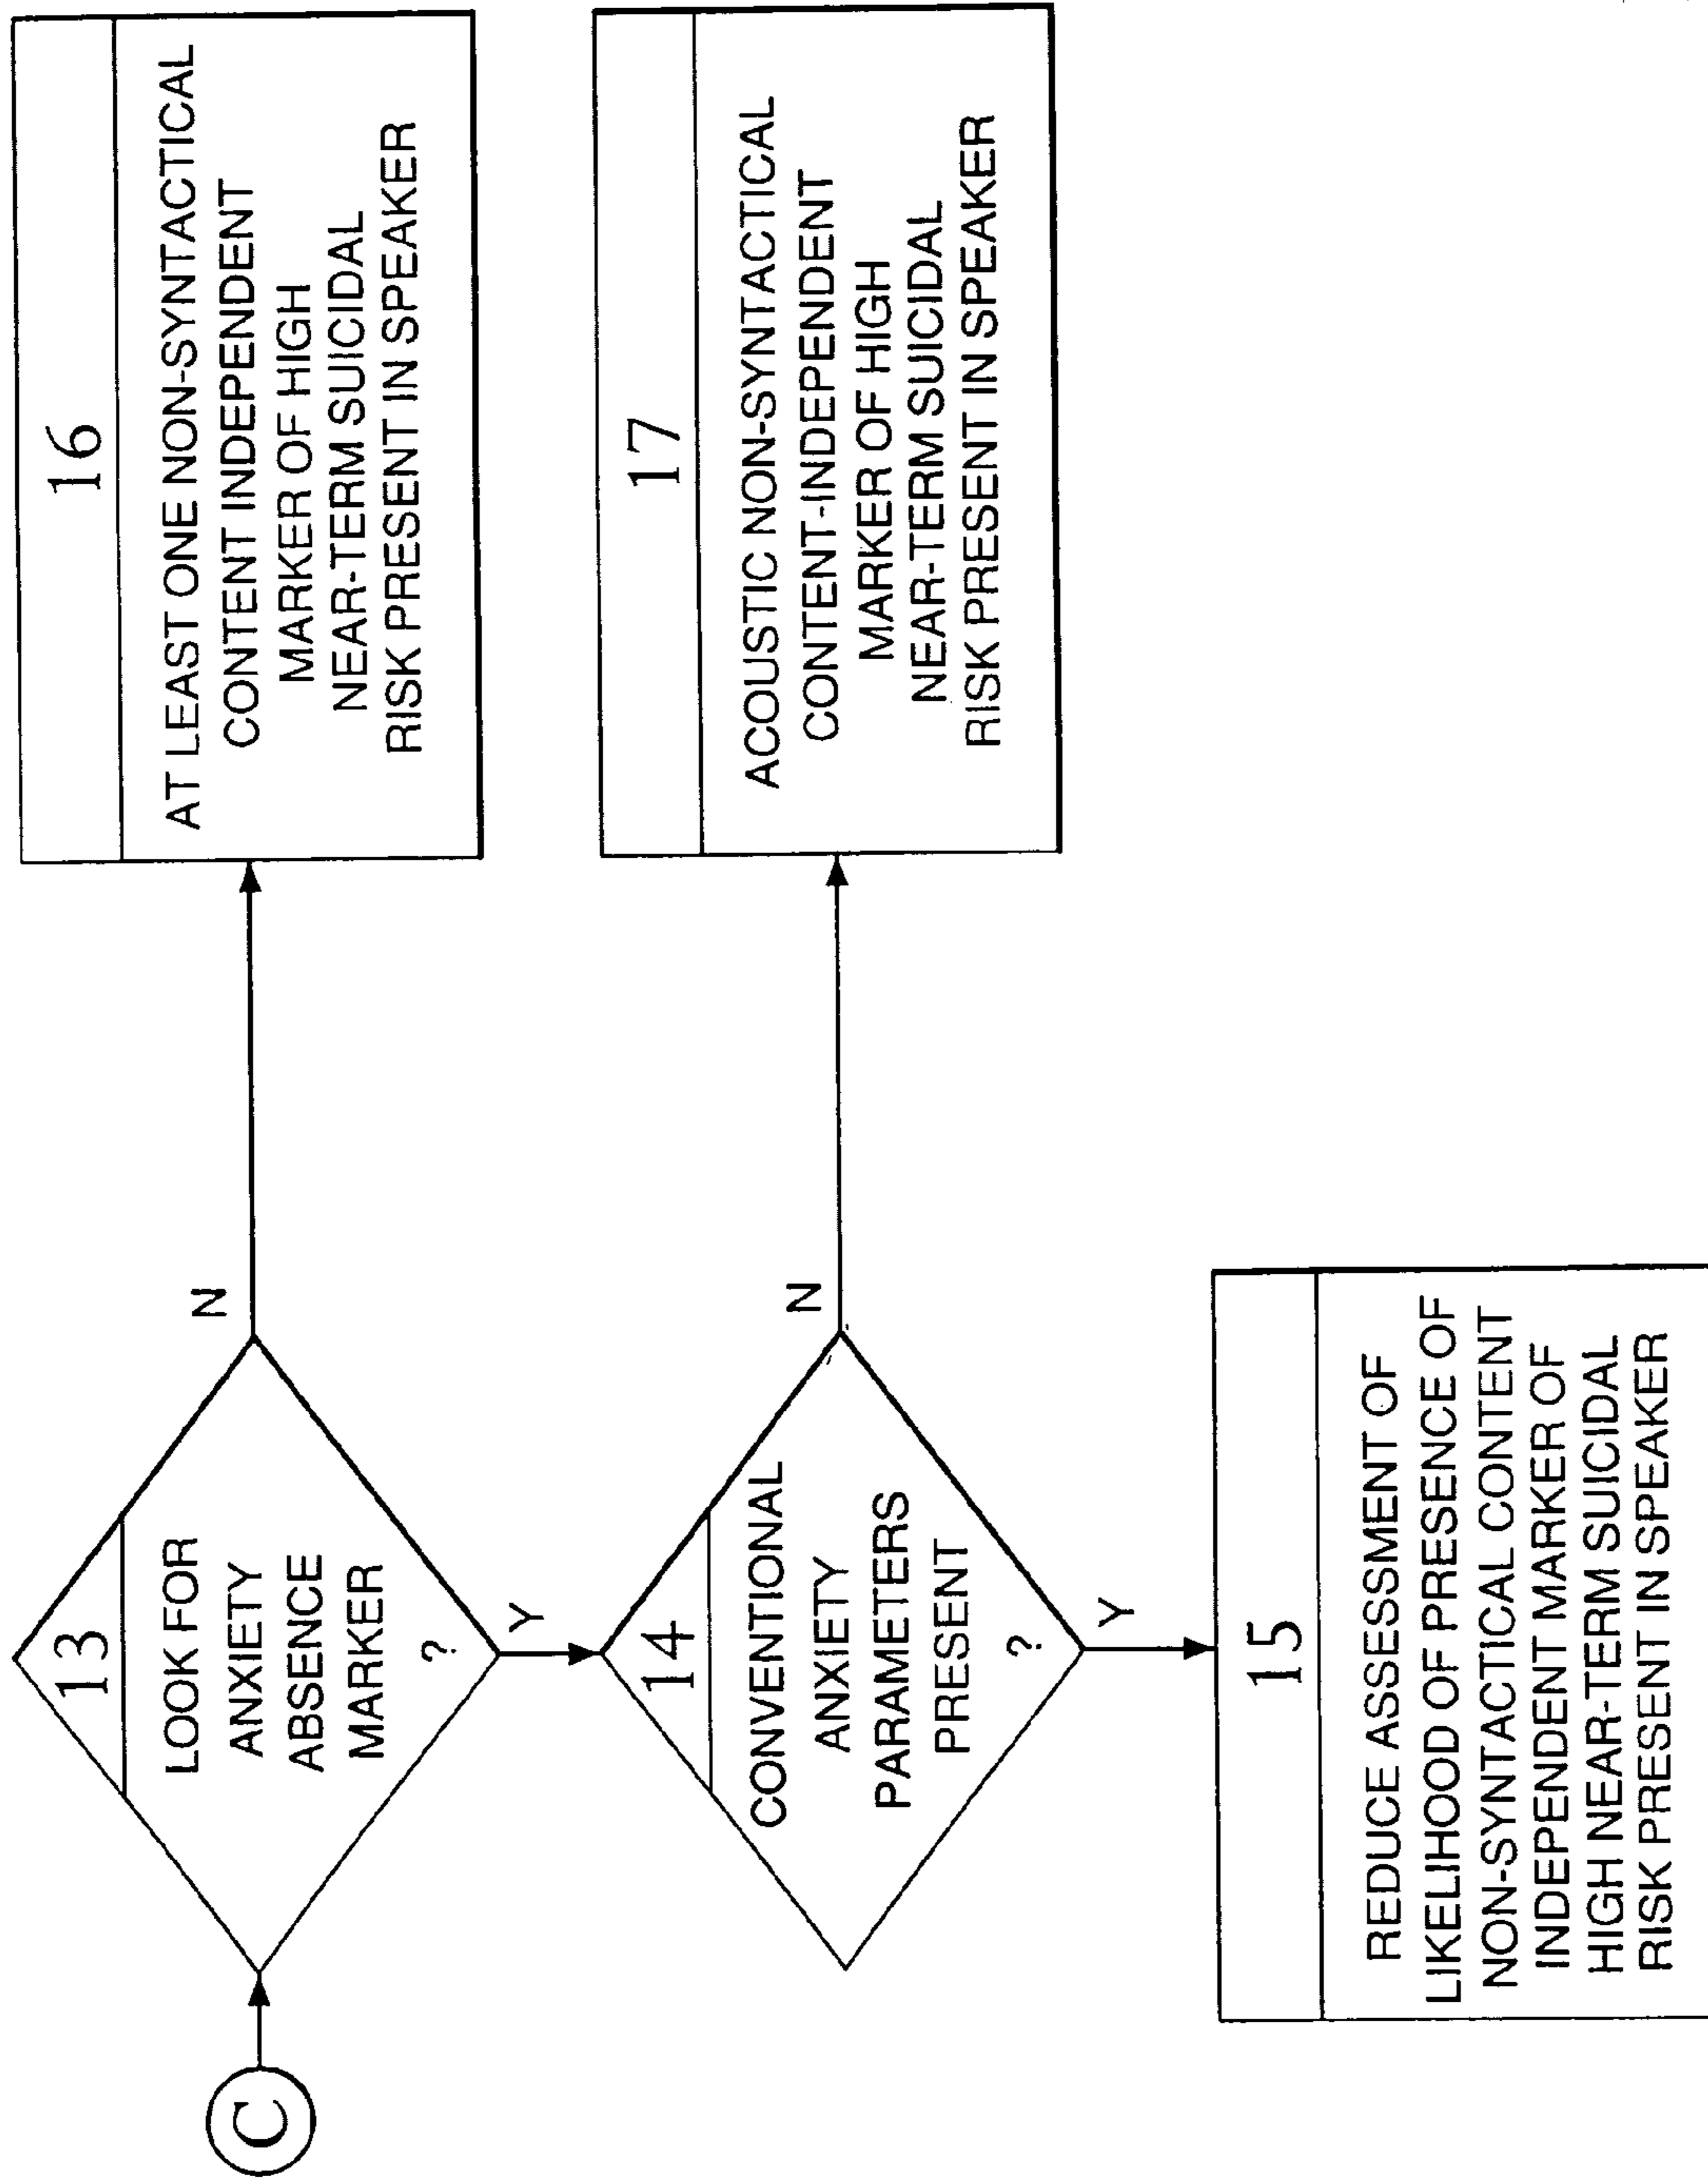 C
13
LOOK FOR
ANXIETY
ABSENCE
MARKER
?
N
Y
16
AT LEAST ONE NON-SYNTACTICAL
CONTENT INDEPENDENT
MARKER OF HIGH
NEAR-TERM SUICIDAL
RISK PRESENT IN SPEAKER
14
CONVENTIONAL
ANXIETY
PARAMETERS
PRESENT
?
N
Y
17
ACOUSTIC NON-SYNTACTICAL
CONTENT-INDEPENDENT
MARKER OF HIGH
NEAR-TERM SUICIDAL
RISK PRESENT IN SPEAKER
15
REDUCE ASSESSMENT OF
LIKELIHOOD OF PRESENCE OF
NON-SYNTACTICAL CONTENT
INDEPENDENT MARKER OF
HIGH NEAR-TERM SUICIDAL
RISK PRESENT IN SPEAKER